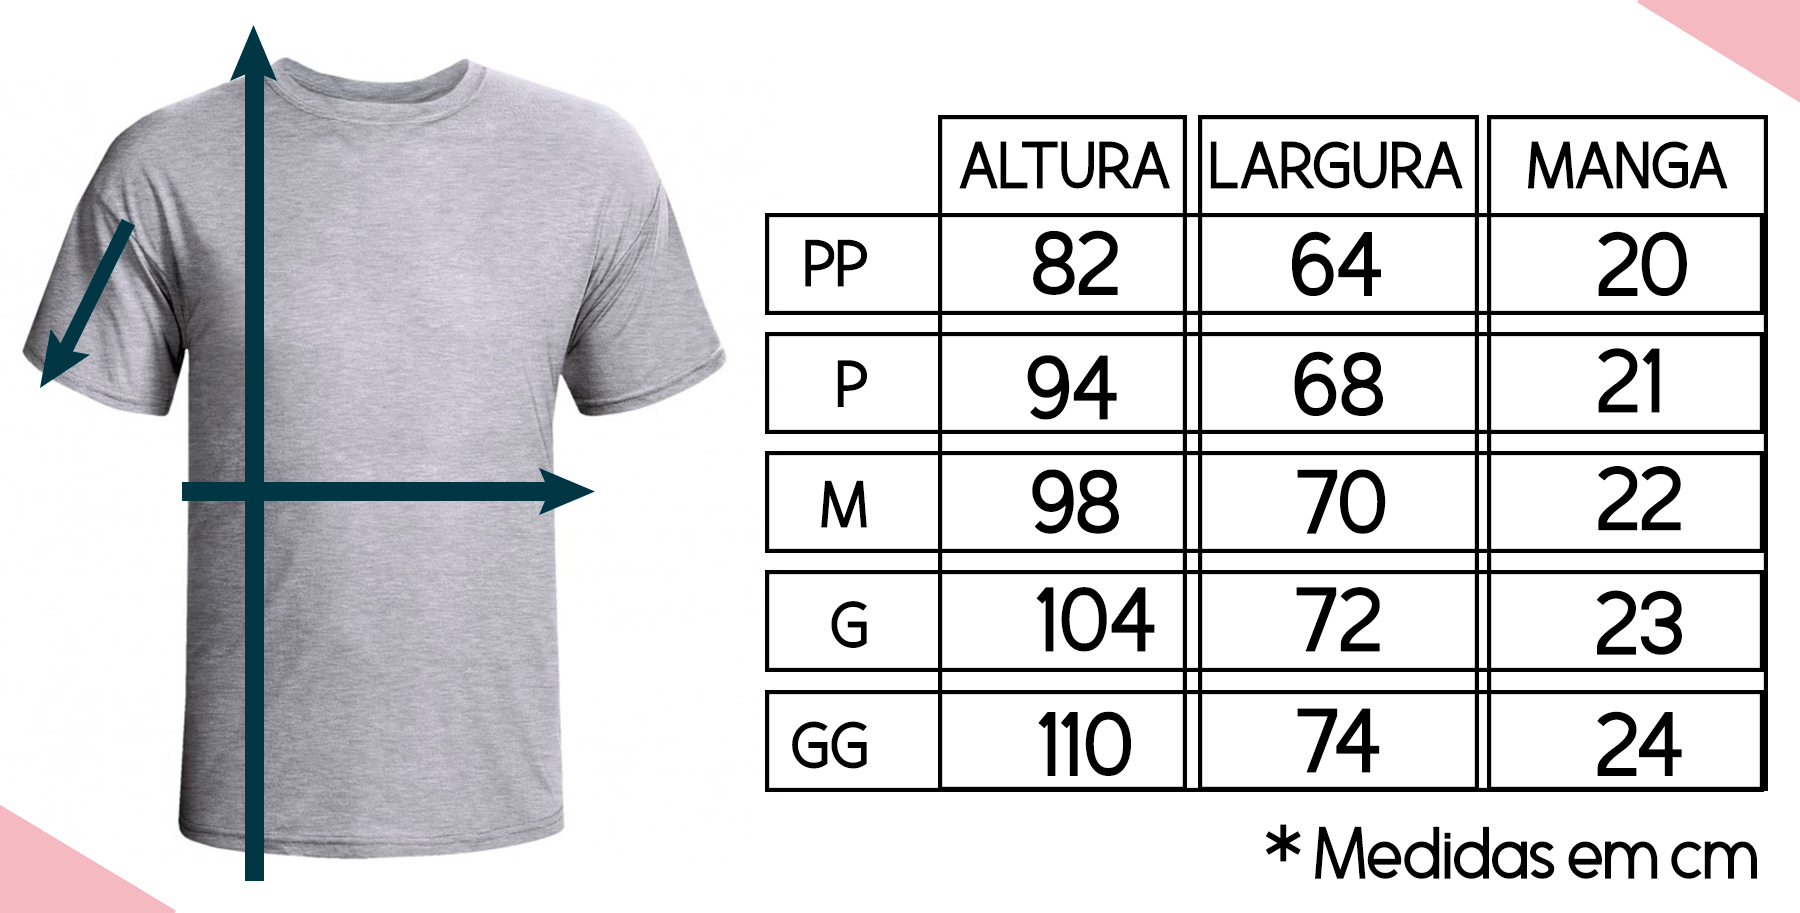 ALTURA LARGURA MANGA
PP 82 64 20
P 94 68 21
M 98 70 22
G 104 72 23
GG 110 74 24
* Medidas em cm